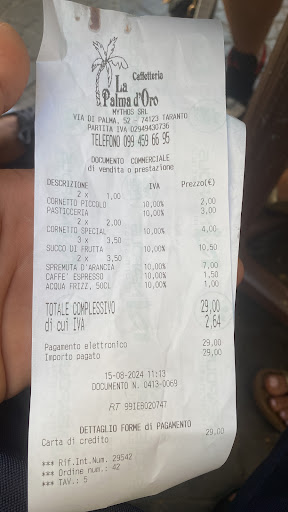 Caffetteria
La
Palma d'Oro
MYTHOS SRL
VIA DI PALMA, 52 - 74123 TARANTO
PARTITA IVA 02949430736
TELEFONO 099 459 66 95
DOCUMENTO COMMERCIALE
di vendita o prestazione
DESCRIZIONE IVA Prezzo(€)
2 x 1,00
CORNETTO PICCOLO 10,00% 2,00
PASTICCERIA 10,00% 3,00
2 x 2,00
CORNETTO SPECIAL 10,00% 4,00
3 x 3,50
SUCCO DI FRUTTA 10,00% 10,50
2 x 3,50
SPREMUTA D'ARANCIA 10,00% 7,00
CAFFE' ESPRESSO 10,00% 1,50
ACQUA FRIZZ. 50CL 10,00% 1,00
TOTALE COMPLESSIVO 29,00
di cui IVA 2,64
Pagamento elettronico 29,00
Importo pagato 29,00
15-08-2024 11:13
DOCUMENTO N. 0413-0069
RT 99IEB020747
DETTAGLIO FORME di PAGAMENTO
Carta di credito 29,00
*** Rif.Int.Num. 29542
*** Ordine num.: 42
*** TAV.: 5